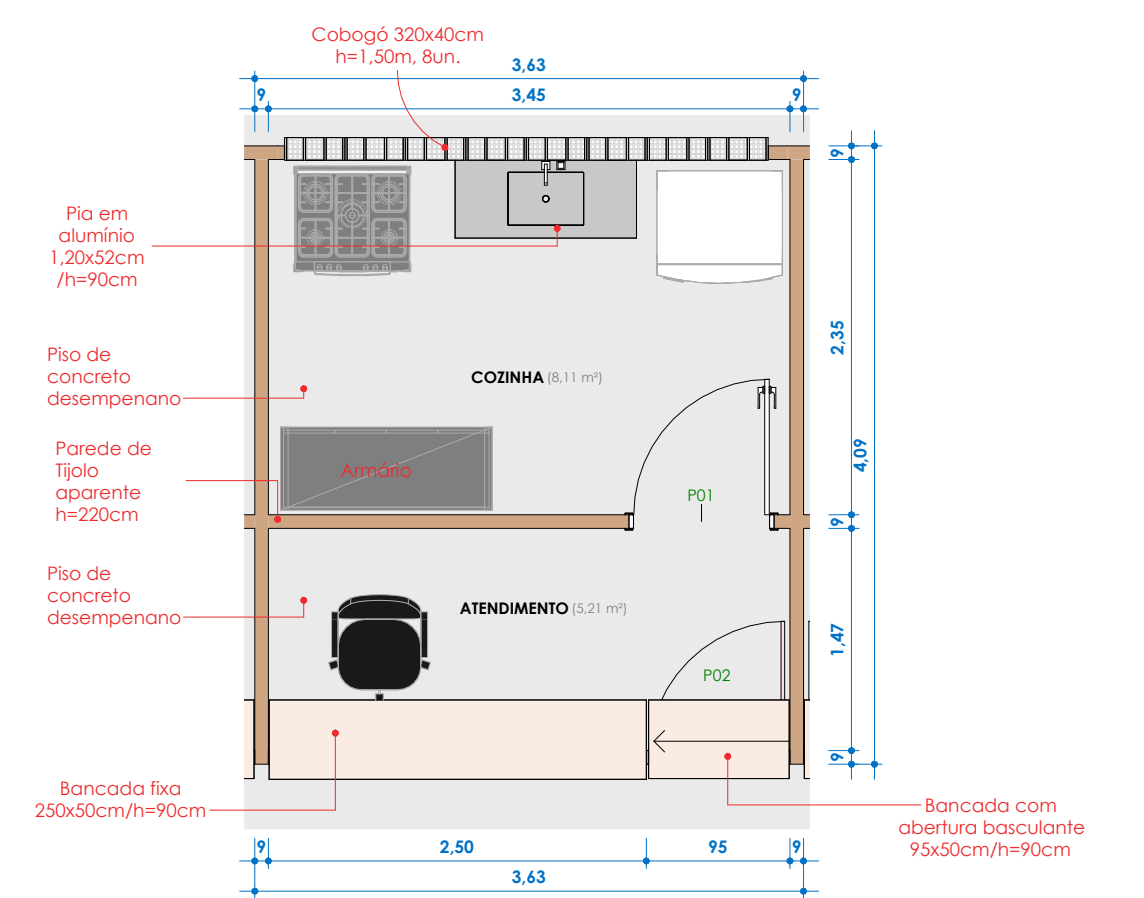 Cobogó 320x40cm
h=1,50m, 8un.
3,63
9
3,45
9
9
Pia em
alumínio
1,20x52cm
/h=90cm
2,35
Piso de
concreto
desempenano
COZINHA (8,11 m²)
Parede de
Tijolo
aparente
h=220cm
Armário
4,09
P01
9
Piso de
concreto
desempenano
ATENDIMENTO (5,21 m²)
1,47
P02
9
Bancada fixa
250x50cm/h=90cm
Bancada com
abertura basculante
95x50cm/h=90cm
9
2,50
95
9
3,63